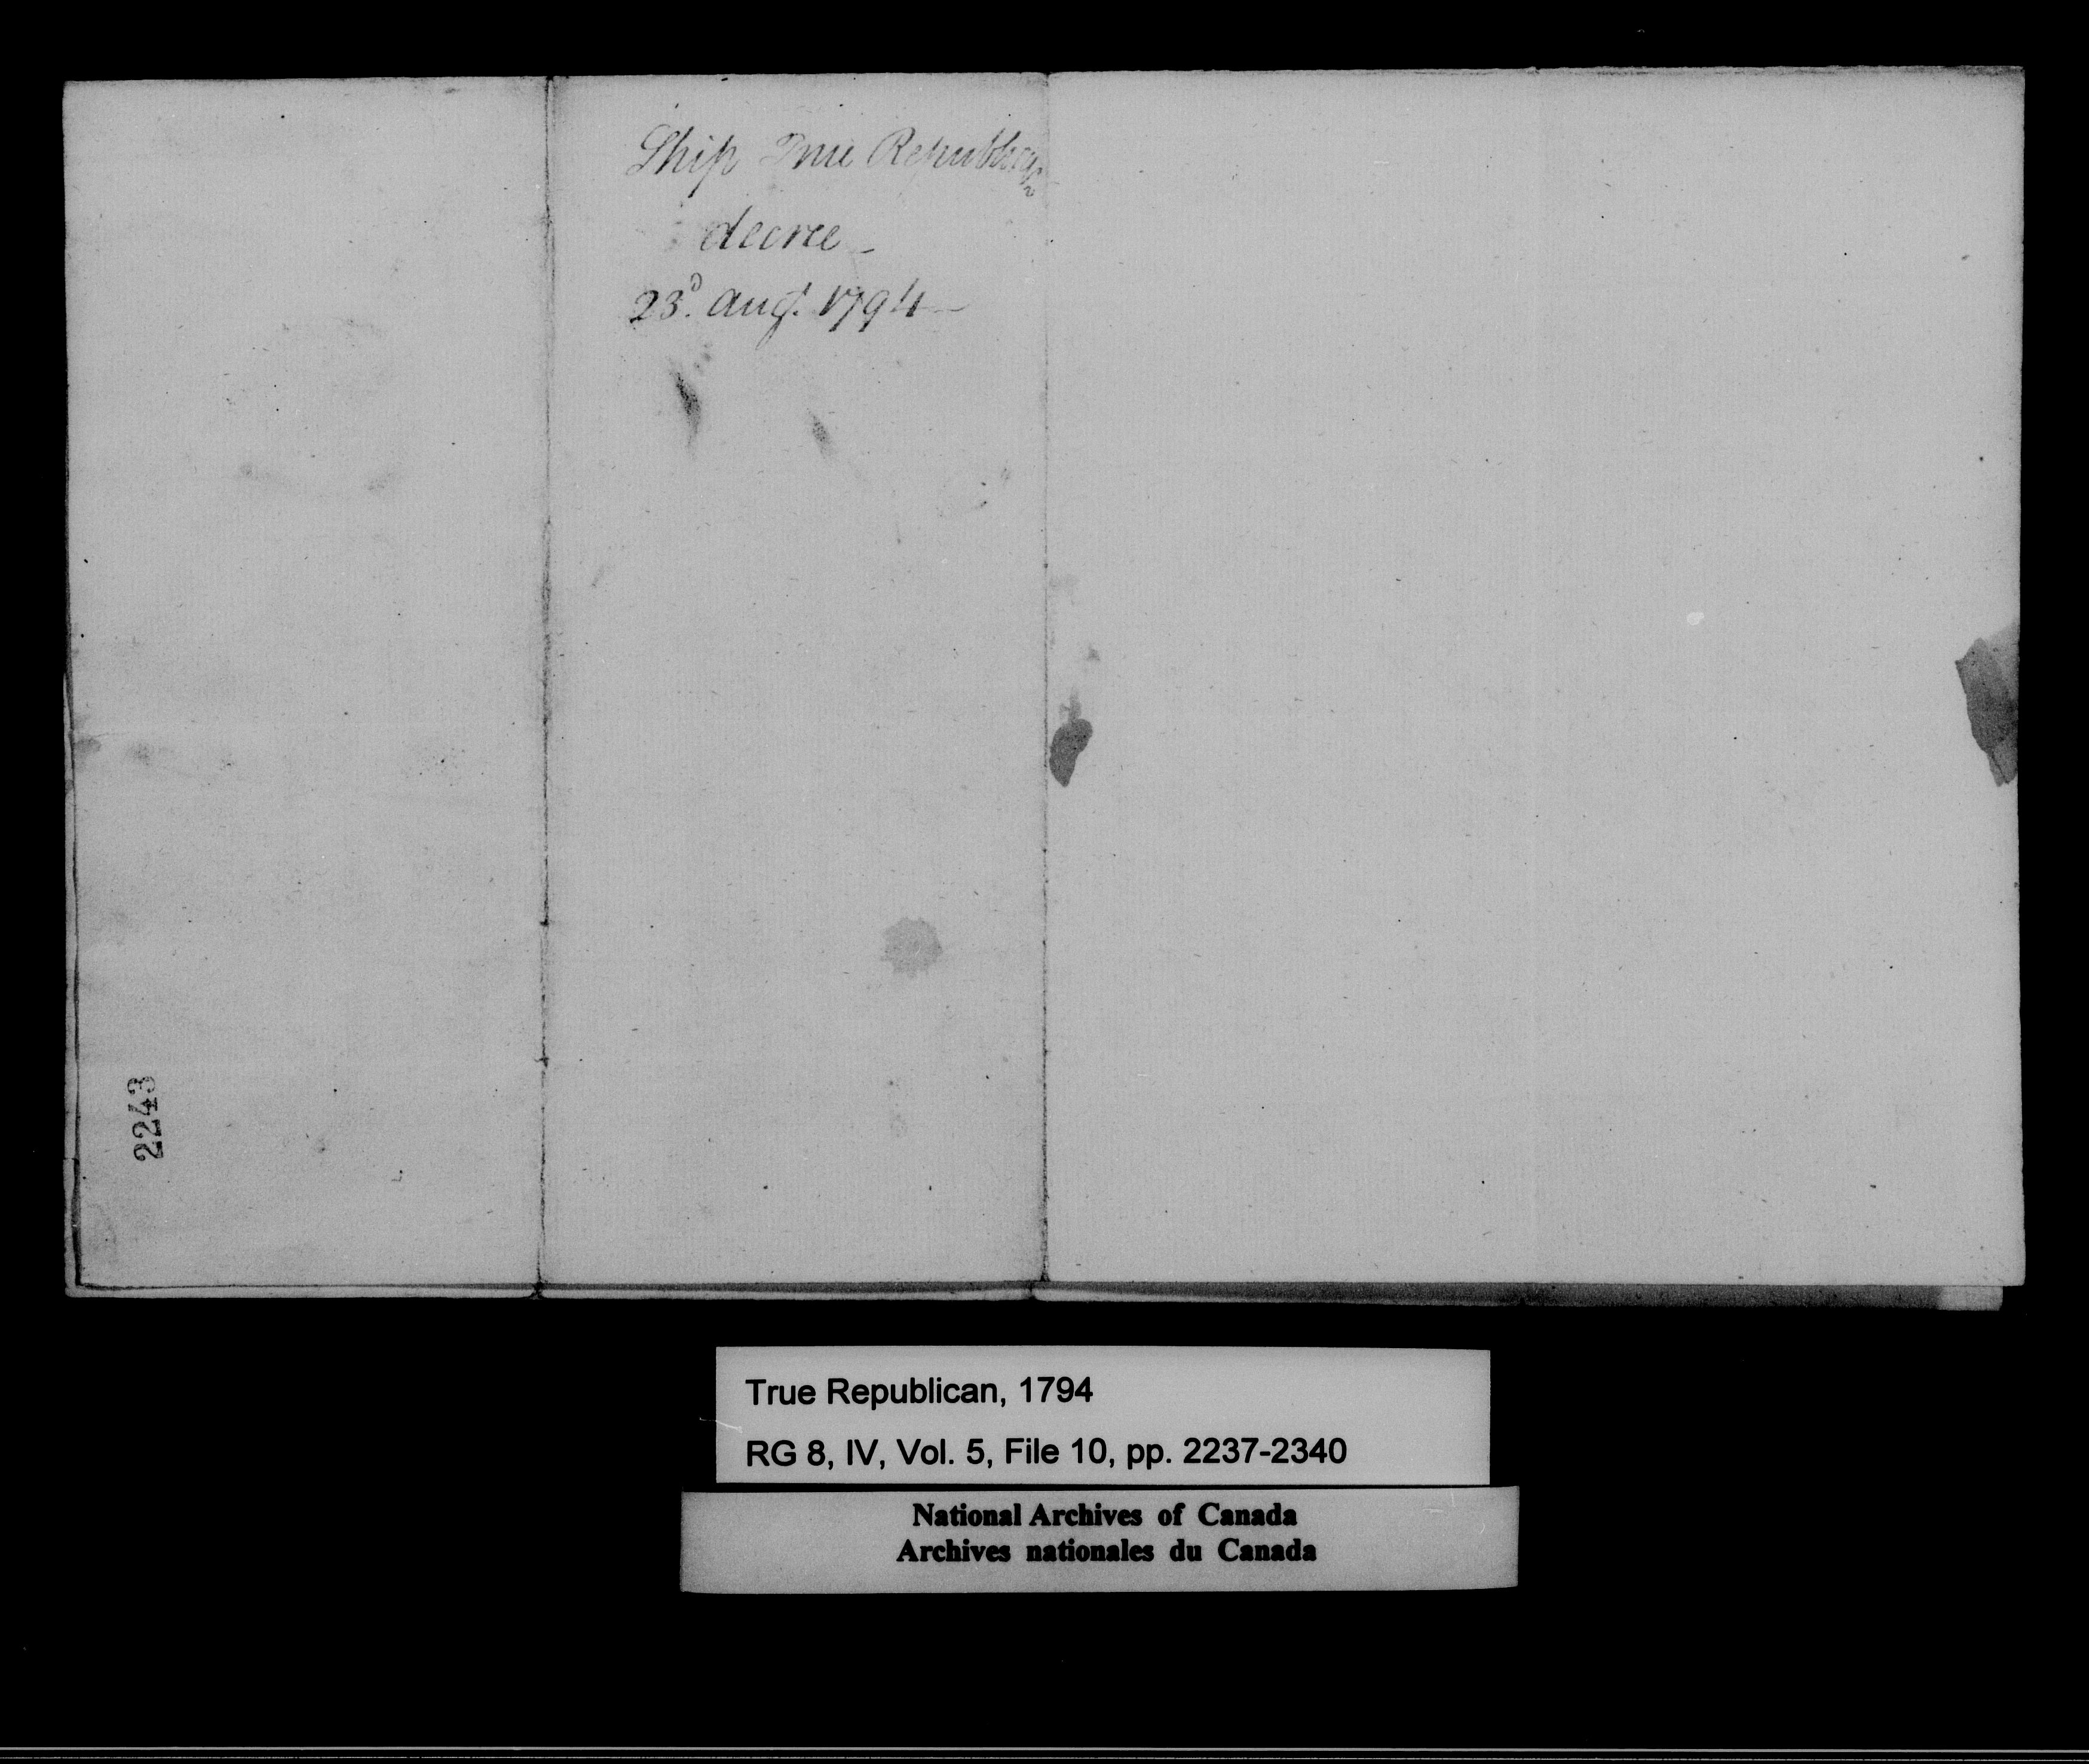 Ship True Republican
decree
23d. Augt. 1794
2243
True Republican, 1794
RG 8, IV, Vol. 5, File 10, pp. 2237-2340
National Archives of Canada
Archives nationales du Canada